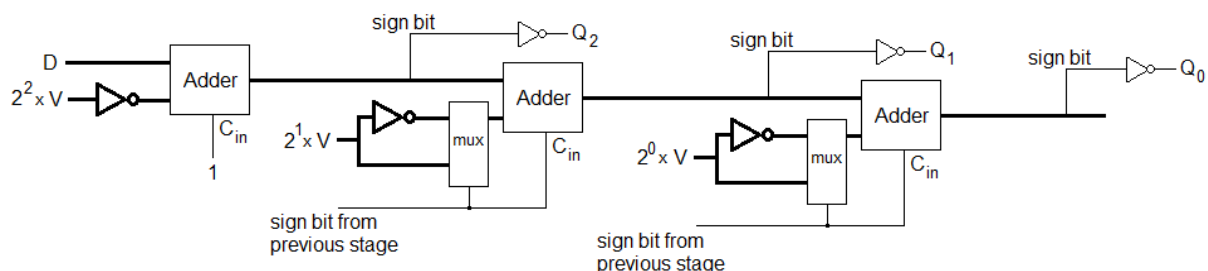 sign bit
Q2
sign bit
Q1
sign bit
Q0
D
Adder
2² x V
Cin
1
Adder
2¹ x V
mux
Cin
sign bit from
previous stage
Adder
2⁰ x V
mux
Cin
sign bit from
previous stage